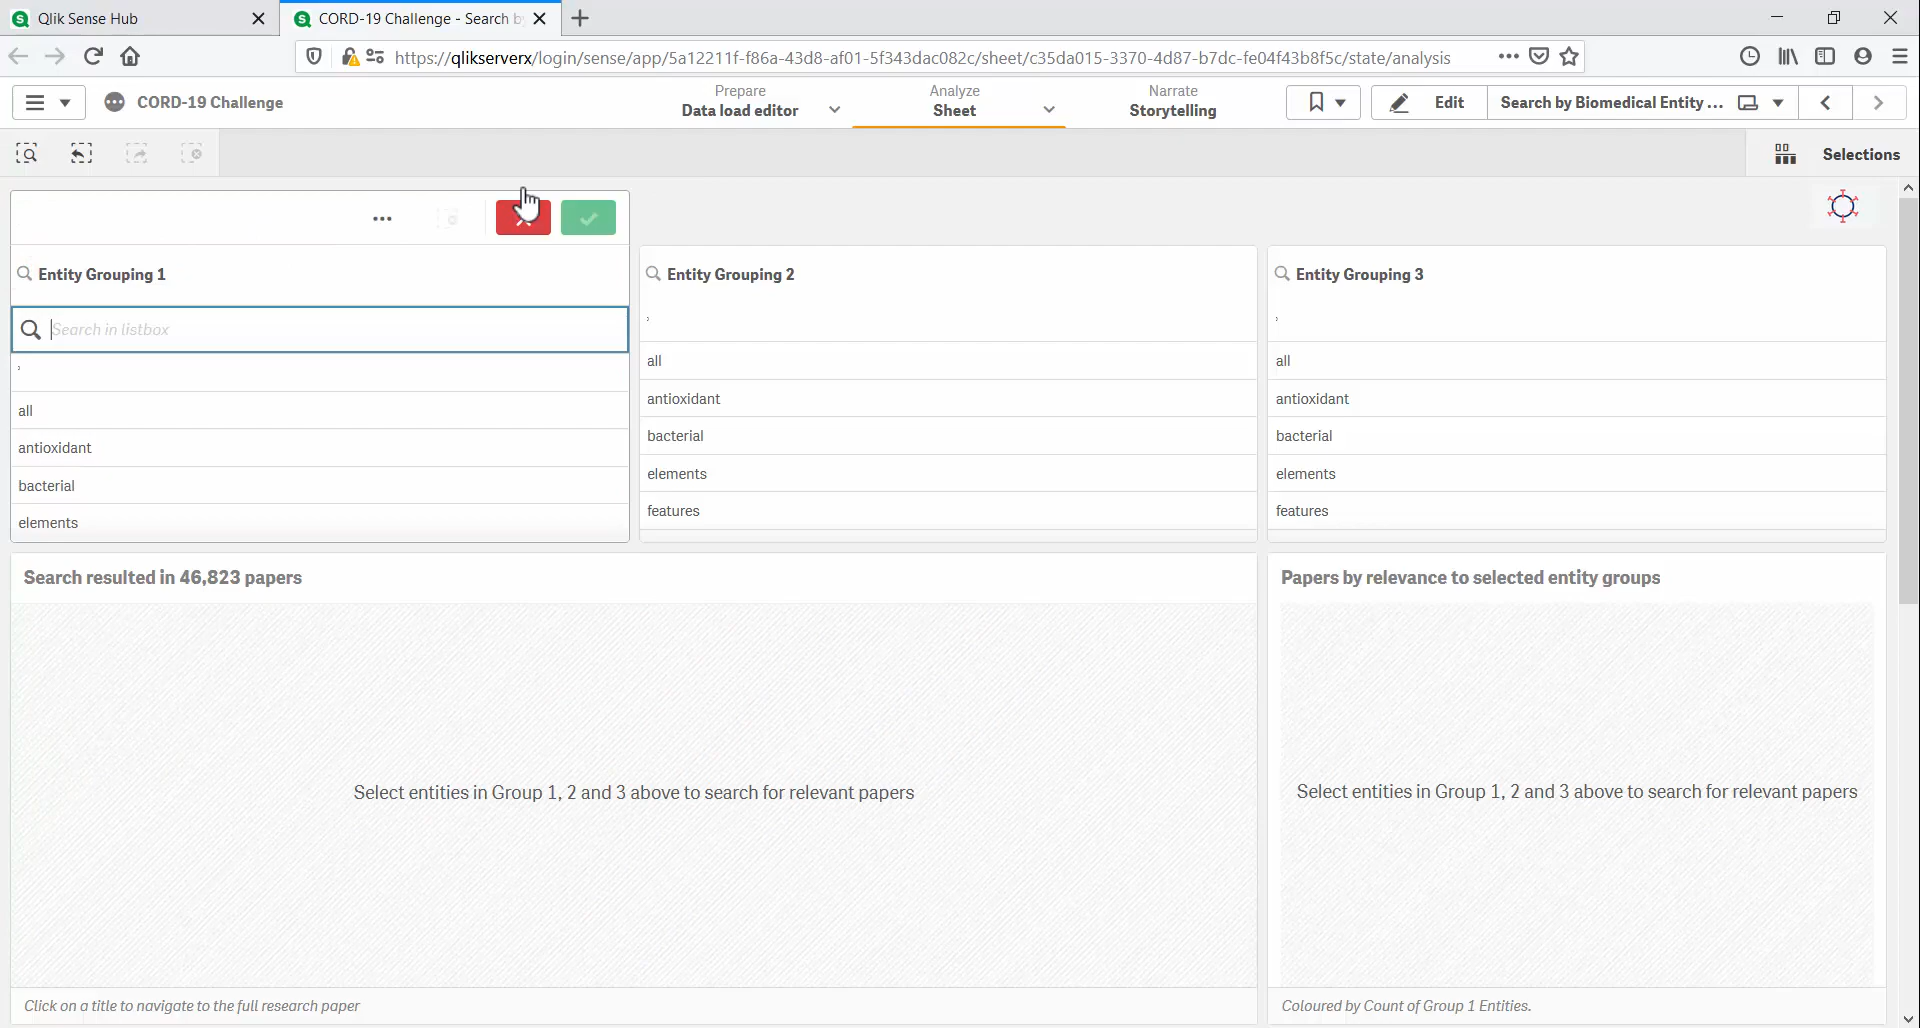 Qlik Sense Hub
CORD-19 Challenge - Search by
https://qlikserverx/login/sense/app/5a12211f-f86a-43d8-af01-5f343dac082c/sheet/c35da015-3370-4d87-b7dc-fe04f43b8f5c/state/analysis
CORD-19 Challenge
Prepare
Data load editor
Analyze
Sheet
Narrate
Storytelling
Edit
Search by Biomedical Entity ...
Selections
Entity Grouping 1
Search in listbox
,
all
antioxidant
bacterial
elements
Entity Grouping 2
,
all
antioxidant
bacterial
elements
features
Entity Grouping 3
,
all
antioxidant
bacterial
elements
features
Search resulted in 46,823 papers
Select entities in Group 1, 2 and 3 above to search for relevant papers
Click on a title to navigate to the full research paper
Papers by relevance to selected entity groups
Select entities in Group 1, 2 and 3 above to search for relevant papers
Coloured by Count of Group 1 Entities.